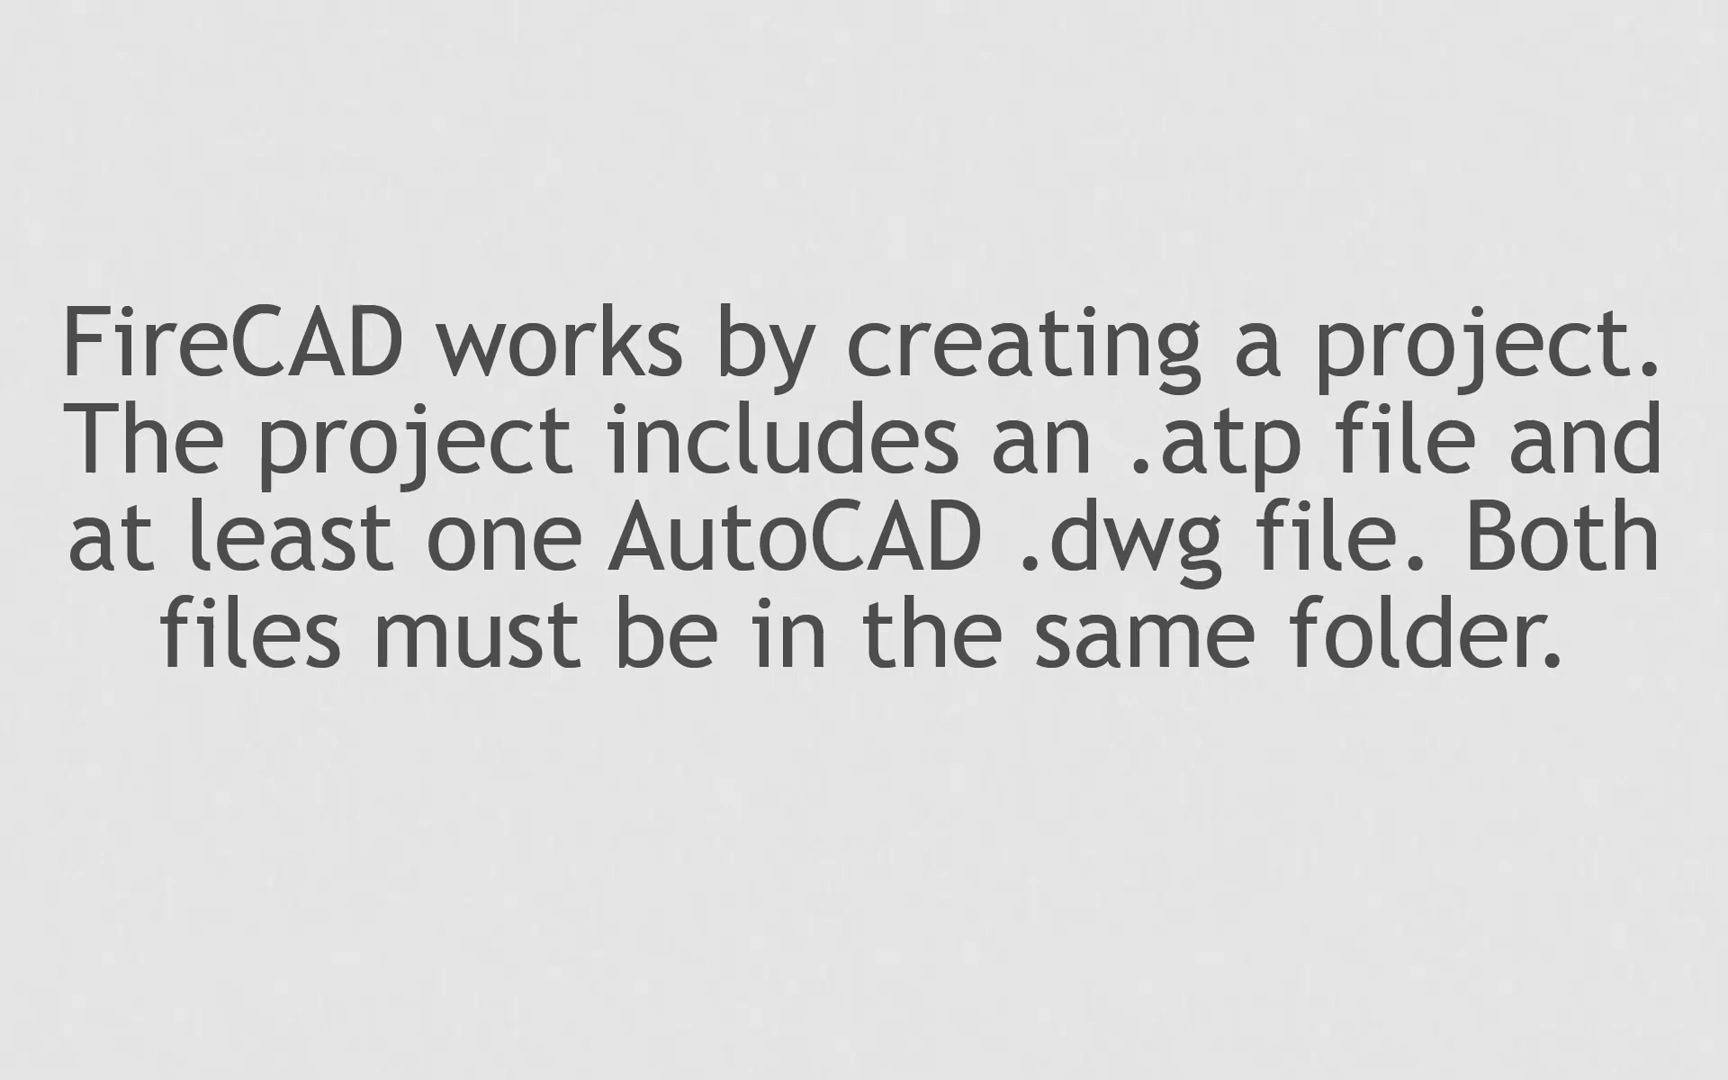 FireCAD works by creating a project.
The project includes an .atp file and
at least one AutoCAD .dwg file. Both
files must be in the same folder.